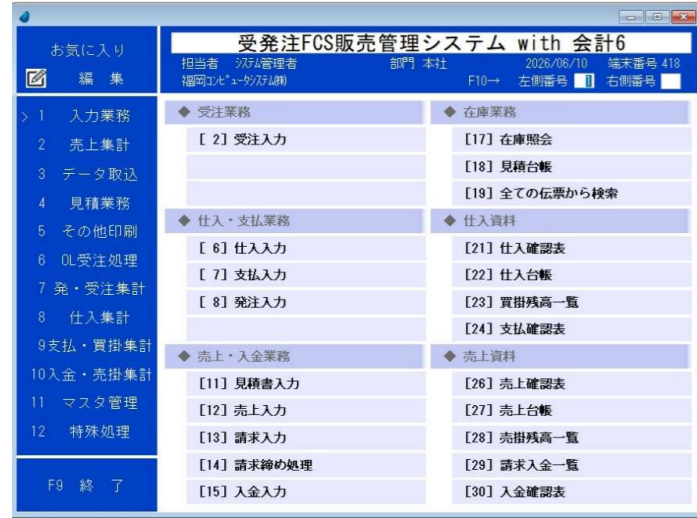 お気に入り
編 集
受発注FCS販売管理システム with 会計6
担当者 ｼｽﾃﾑ管理者 部門 本社 2026/06/10 端末番号 418
福岡ｺﾝﾋﾟｭｰﾀｼｽﾃﾑ㈱ F10→ 左側番号 1 右側番号
> 1 入力業務
2 売上集計
3 データ取込
4 見積業務
5 その他印刷
6 OL受注処理
7 発・受注集計
8 仕入集計
9支払・買掛集計
10入金・売掛集計
11 マスタ管理
12 特殊処理
F9 終 了
◆ 受注業務
[ 2] 受注入力
◆ 仕入・支払業務
[ 6] 仕入入力
[ 7] 支払入力
[ 8] 発注入力
◆ 売上・入金業務
[11] 見積書入力
[12] 売上入力
[13] 請求入力
[14] 請求締め処理
[15] 入金入力
◆ 在庫業務
[17] 在庫照会
[18] 見積台帳
[19] 全ての伝票から検索
◆ 仕入資料
[21] 仕入確認表
[22] 仕入台帳
[23] 買掛残高一覧
[24] 支払確認表
◆ 売上資料
[26] 売上確認表
[27] 売上台帳
[28] 売掛残高一覧
[29] 請求入金一覧
[30] 入金確認表